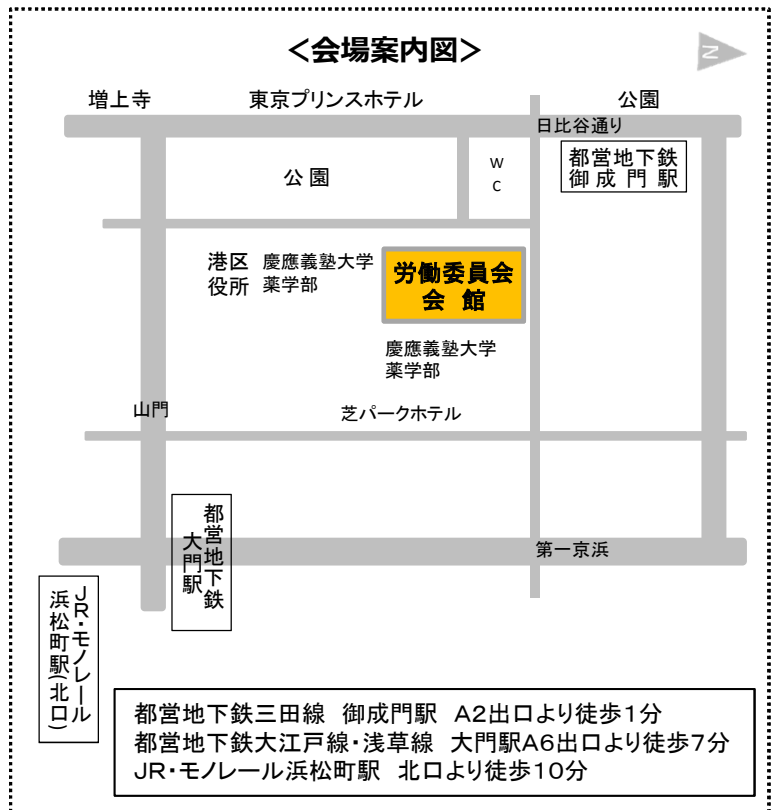 <会場案内図>
N
増上寺
東京プリンスホテル
公園
日比谷通り
公園
W
C
都営地下鉄
御成門駅
港区
役所
慶應義塾大学
薬学部
労働委員会
会館
慶應義塾大学
薬学部
山門
芝パークホテル
都営地下鉄
大門駅
第一京浜
JR・モノレール
浜松町駅(北口)
都営地下鉄三田線 御成門駅 A2出口より徒歩1分
都営地下鉄大江戸線・浅草線 大門駅A6出口より徒歩7分
JR・モノレール浜松町駅 北口より徒歩10分